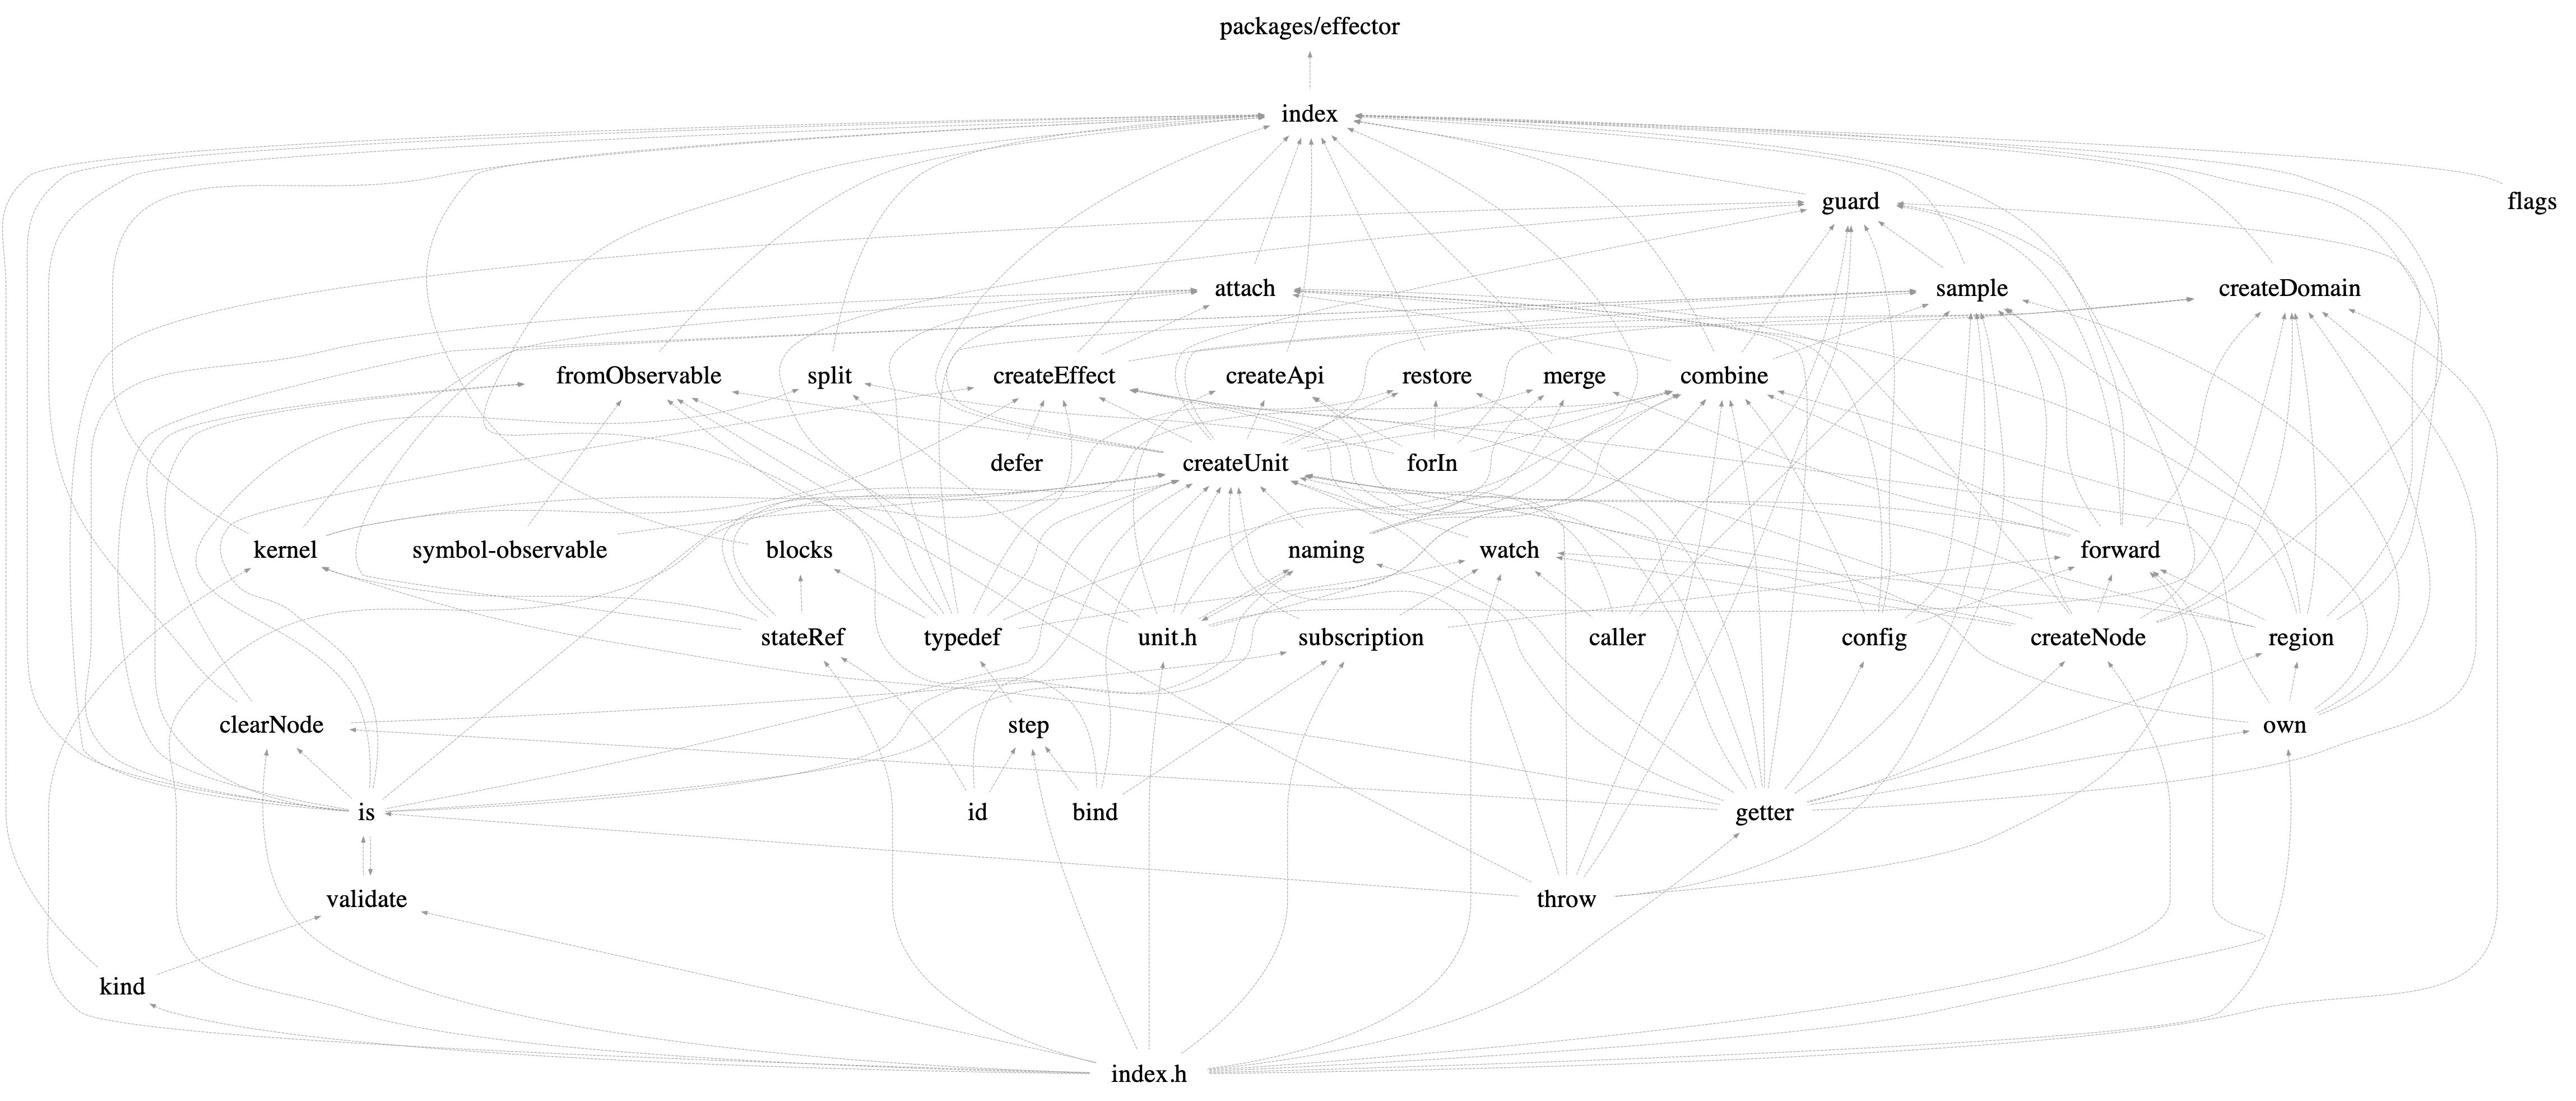 packages/effector
index
guard
flags
attach
sample
createDomain
fromObservable
split
createEffect
createApi
restore
merge
combine
defer
createUnit
forIn
kernel
symbol-observable
blocks
naming
watch
forward
stateRef
typedef
unit.h
subscription
caller
config
createNode
region
clearNode
step
own
is
id
bind
getter
validate
throw
kind
index.h